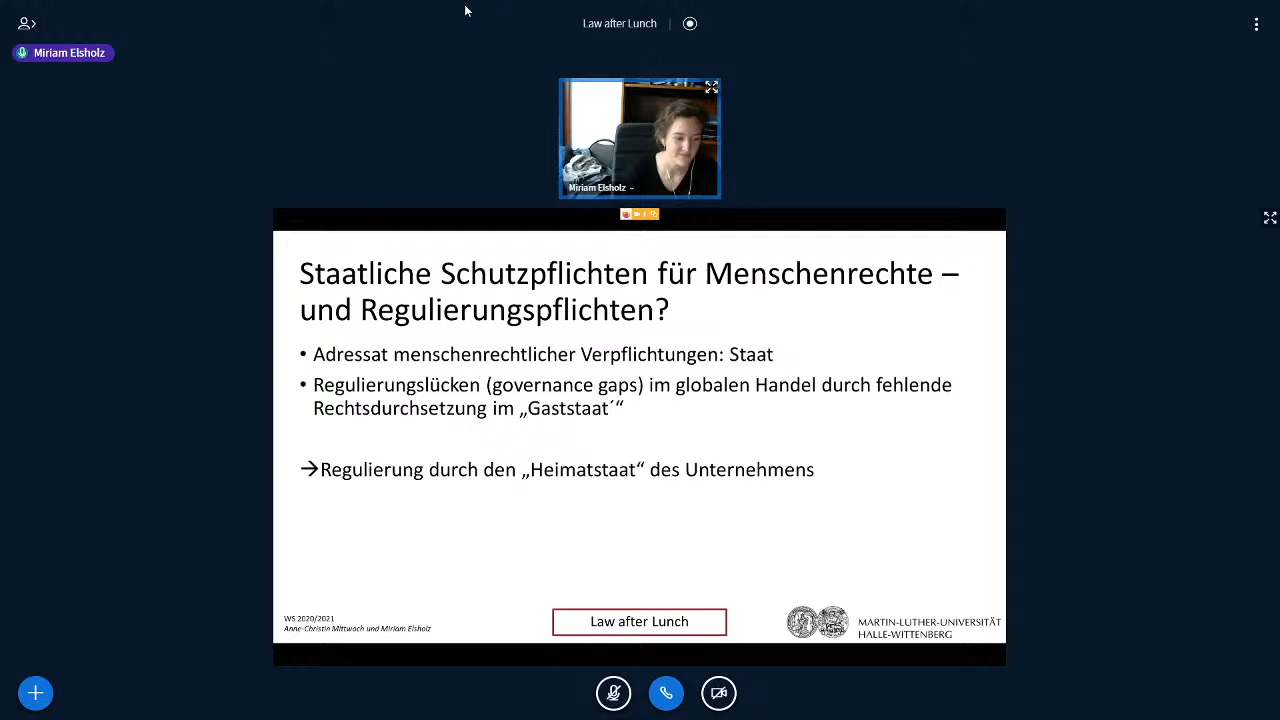 Law after Lunch
Miriam Elsholz
Miriam Elsholz
Staatliche Schutzpflichten für Menschenrechte –
und Regulierungspflichten?
• Adressat menschenrechtlicher Verpflichtungen: Staat
• Regulierungslücken (governance gaps) im globalen Handel durch fehlende
Rechtsdurchsetzung im „Gaststaat´“
→Regulierung durch den „Heimatstaat“ des Unternehmens
WS 2020/2021
Anne-Christin Mittwoch und Miriam Elsholz
Law after Lunch
MARTIN-LUTHER-UNIVERSITÄT
HALLE-WITTENBERG